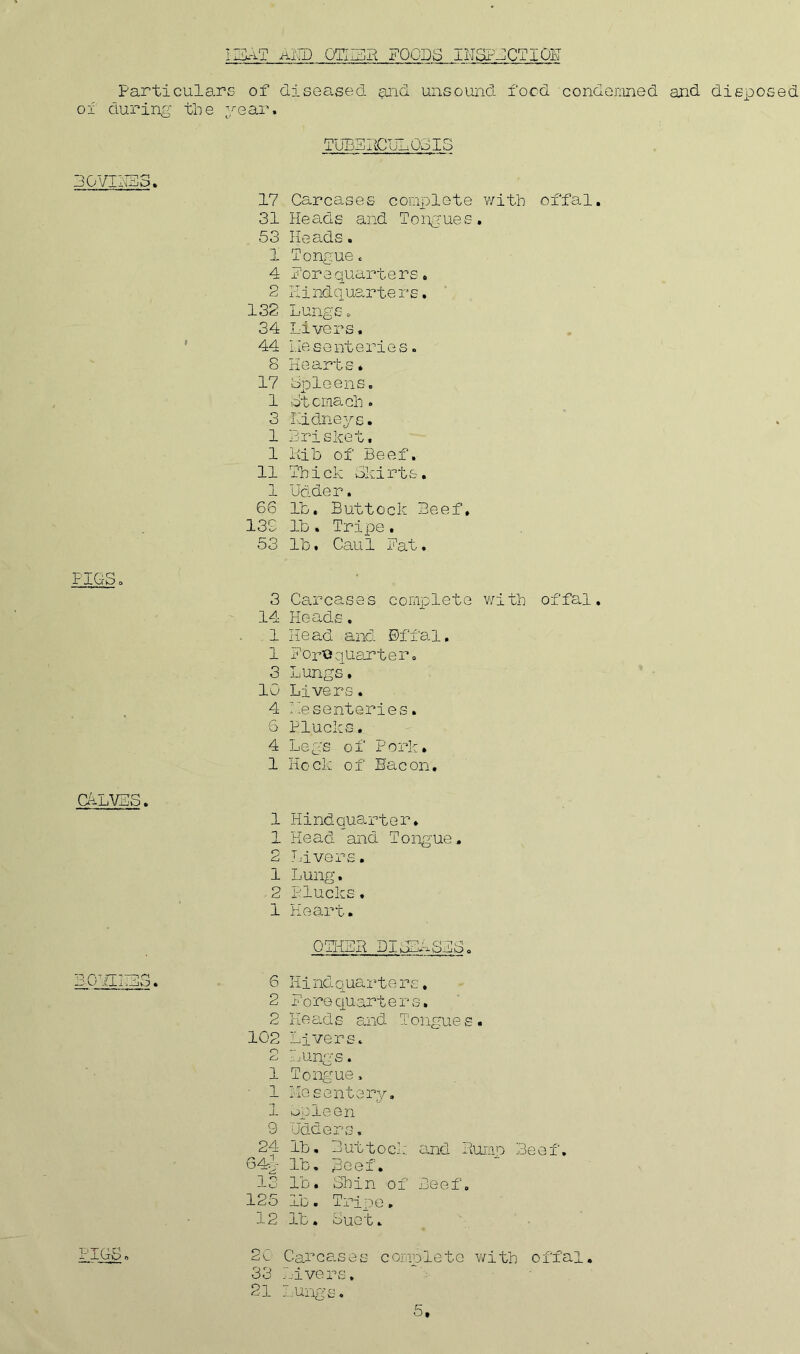 MEAT AND OTHER FOODS INSPECTION
Particulars of diseased and unsound food condemned and disposed
of during the year.
TUBERCULOSIS
BOVINES.
17 Carcases complete with offal.
31 Heads and Tongues.
53 Heads.
1 Tongue.
4 Forequarters.
2 Hindquarters.
132 Lungs.
34 Livers.
44 Mesenteries.
8 Hearts.
17 Spleens.
1 Stomach.
3 Kidneys.
1 Brisket.
1 Rib of Beef.
11 Thick Skirts.
1 Udder.
66 lb. Buttock Beef.
lb. Tripe.
53 lb. Caul Fat.
PIGS.
3 Carcases complete with offal.
14 Heads.
1 Head and Offal.
1 Forequarter.
3 Lungs.
10 Livers.
4 Mesenteries.
6 Plucks.
4 Legs of Pork.
1 Hock of Bacon.
CALVES.
1 Hindquarter.
1 Head and Tongue.
2 Livers.
1 Lung.
2 Plucks.
1 Heart.
OTHER DISEASES.
BOVINES.
6 Hindquarters.
2 Forequarters.
2 Heads and Tongues.
102 Livers.
2 Lungs.
1 Tongue.
1 Mesentery.
1 Spleen
9 Udders.
24 lb. Buttock and Rump Beef.
64½ lb. Beef.
lb. Shin of Beef.
125 lb. Tripe.
12 lb. Suet.
PIGS.
20 Carcases complete with offal.
33 Livers.
21 Lungs.
5.